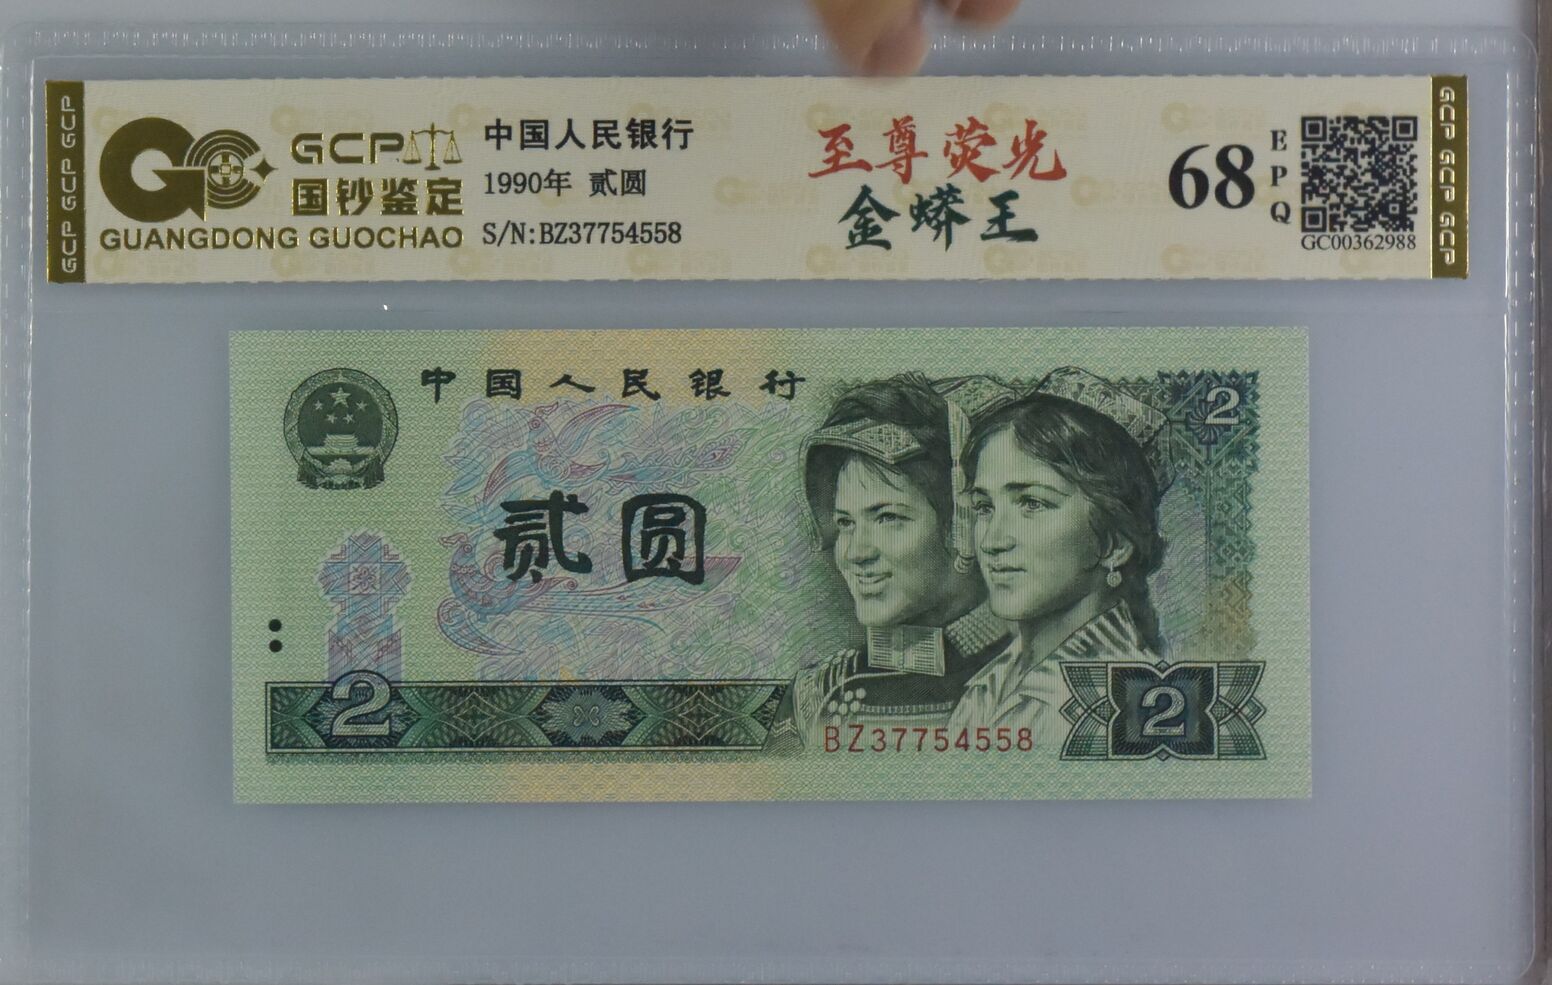 GCP GCP GCP
GCP
国钞鉴定
GUANGDONG GUOCHAO
中国人民银行
1990年 贰圆
S/N:BZ37754558
至尊荧光
金蟒王
68
EPQ
GC00362988
GCP GCP GCP
中国人民银行
2
贰圆
2
BZ37754558
2